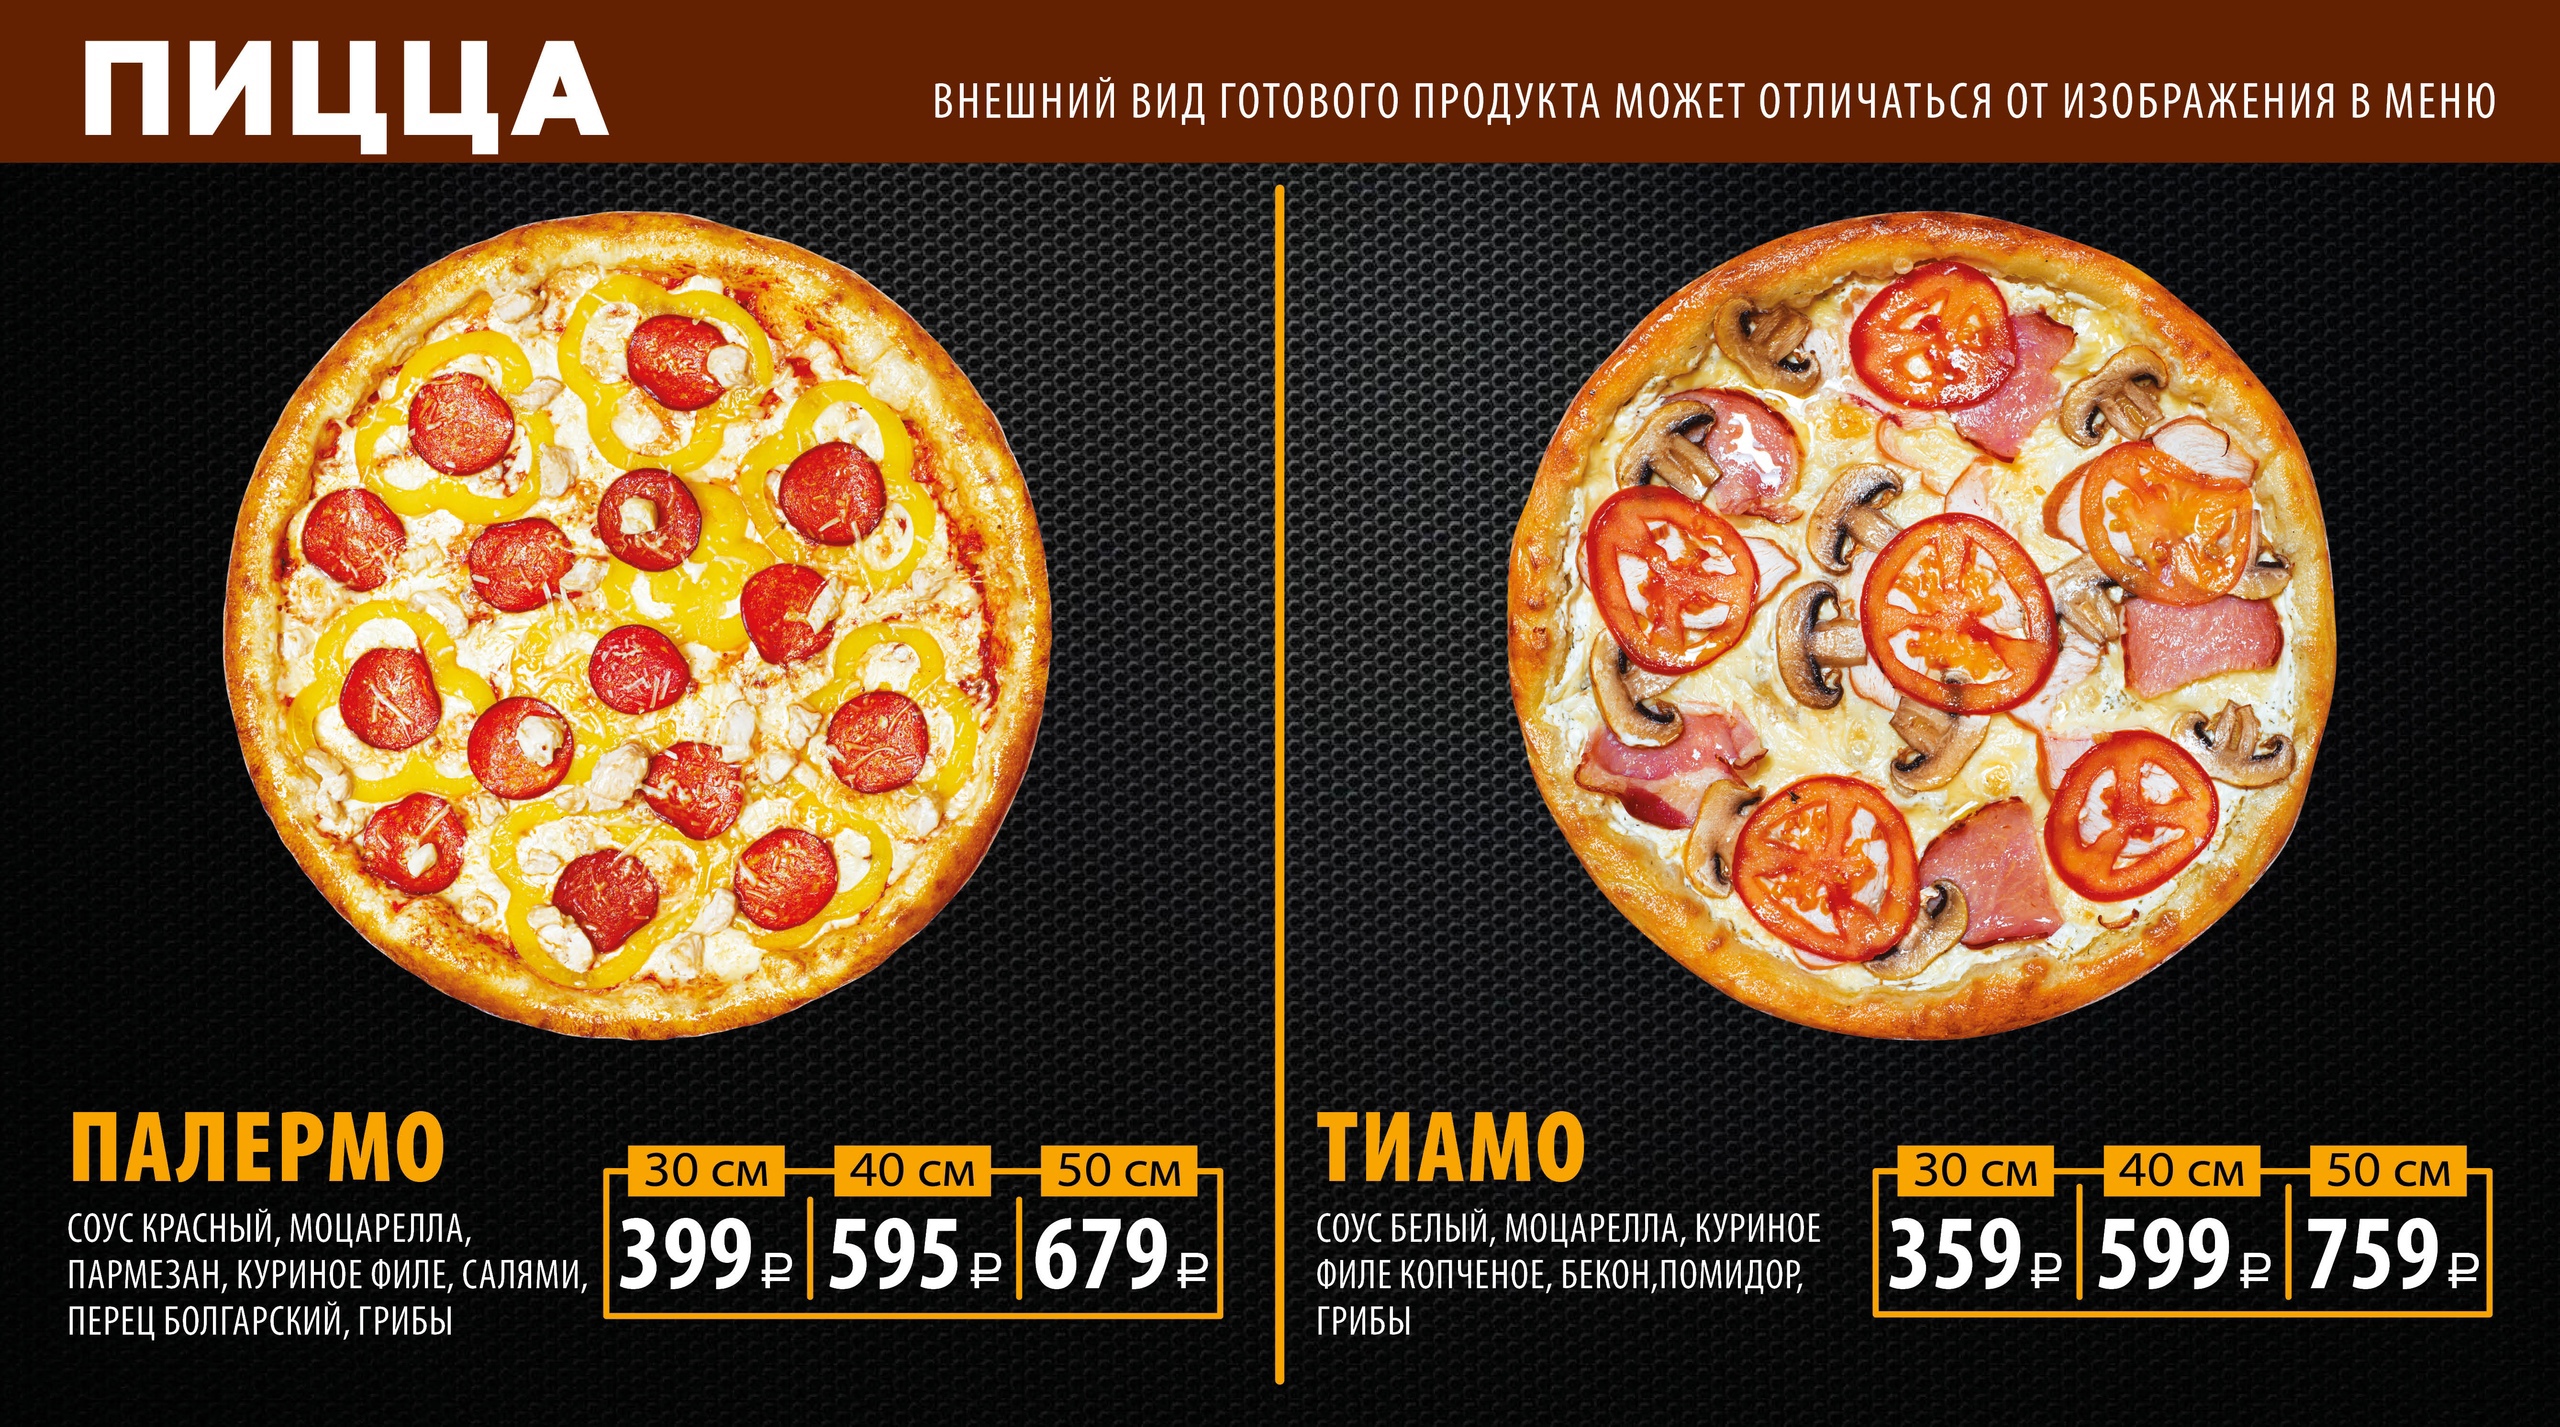 ПИЦЦА
ВНЕШНИЙ ВИД ГОТОВОГО ПРОДУКТА МОЖЕТ ОТЛИЧАТЬСЯ ОТ ИЗОБРАЖЕНИЯ В МЕНЮ
ПАЛЕРМО
СОУС КРАСНЫЙ, МОЦАРЕЛЛА,
ПАРМЕЗАН, КУРИНОЕ ФИЛЕ, САЛЯМИ,
ПЕРЕЦ БОЛГАРСКИЙ, ГРИБЫ
30 см 40 см 50 см
399 ₽ 595 ₽ 679 ₽
ТИАМО
СОУС БЕЛЫЙ, МОЦАРЕЛЛА, КУРИНОЕ
ФИЛЕ КОПЧЕНОЕ, БЕКОН,ПОМИДОР,
ГРИБЫ
30 см 40 см 50 см
359 ₽ 599 ₽ 759 ₽